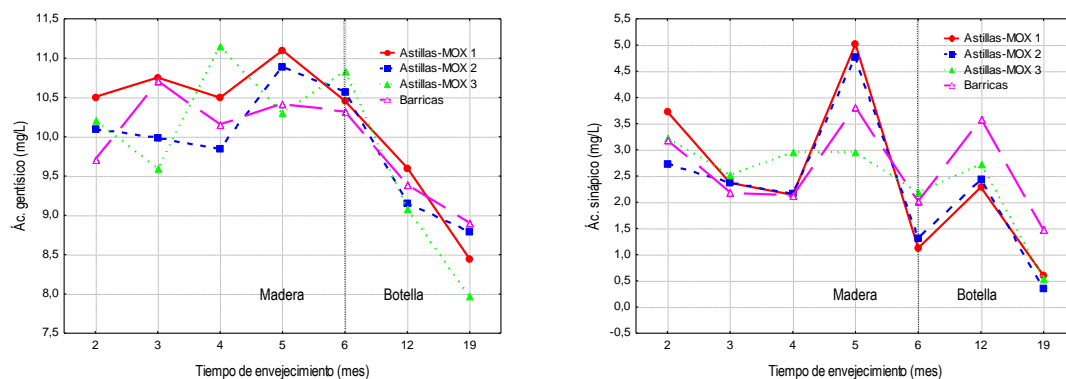 11,5
11,0
10,5
10,0
9,5
9,0
8,5
8,0
7,5
Ác. gentísico (mg/L)
Astillas-MOX 1
Astillas-MOX 2
Astillas-MOX 3
Barricas
Madera Botella
2 3 4 5 6 12 19
Tiempo de envejecimiento (mes)
5,5
5,0
4,5
4,0
3,5
3,0
2,5
2,0
1,5
1,0
0,5
0,0
-0,5
Ác. sinápico (mg/L)
Astillas-MOX 1
Astillas-MOX 2
Astillas-MOX 3
Barricas
Madera Botella
2 3 4 5 6 12 19
Tiempo de envejecimiento (mes)